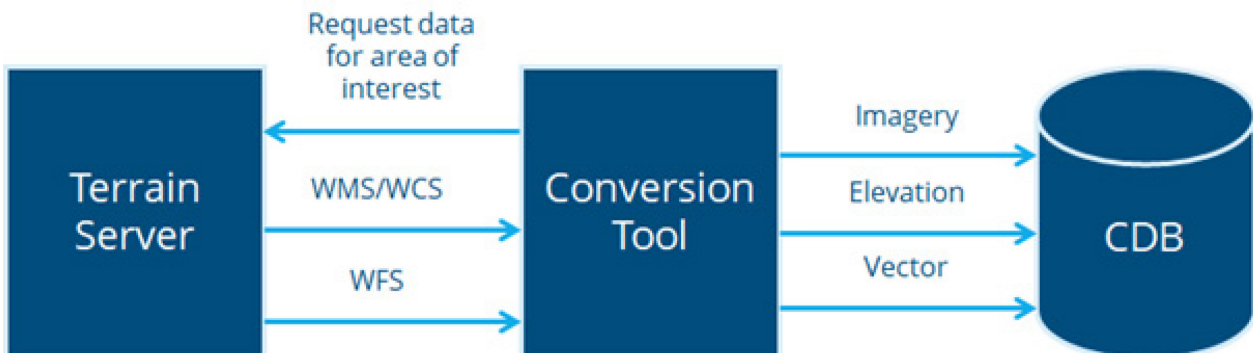 Request data
for area of
interest
Terrain
Server
WMS/WCS
WFS
Conversion
Tool
Imagery
Elevation
Vector
CDB